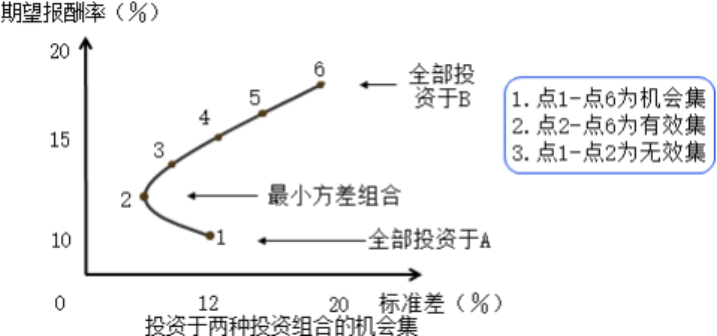 期望报酬率（%）
20
6
全部投
资于B
5
1.点1-点6为机会集
4
2.点2-点6为有效集
15
3
3.点1-点2为无效集
2
最小方差组合
10
1
全部投资于A
0
12
20
标准差（%）
投资于两种投资组合的机会集